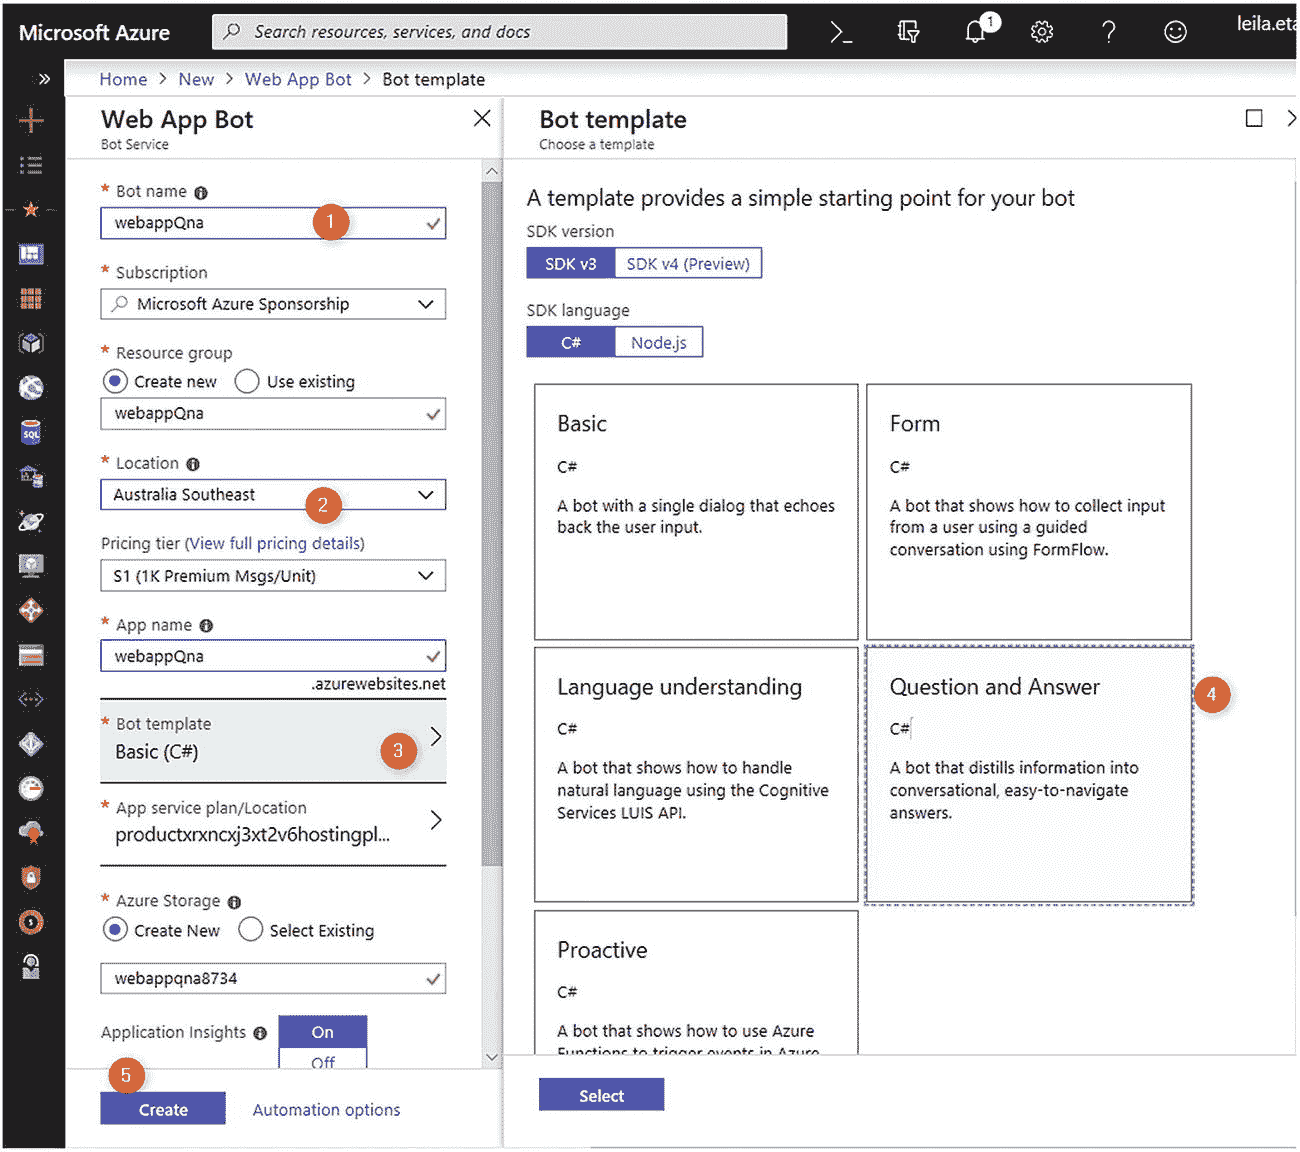 Microsoft Azure
Search resources, services, and docs
1
leila.eta
Home > New > Web App Bot > Bot template
Web App Bot
Bot Service
* Bot name
webappQna
1
* Subscription
Microsoft Azure Sponsorship
* Resource group
Create new
Use existing
webappQna
* Location
Australia Southeast
2
Pricing tier (View full pricing details)
S1 (1K Premium Msgs/Unit)
* App name
webappQna
.azurewebsites.net
* Bot template
Basic (C#)
3
* App service plan/Location
productxrxncxj3xt2v6hostingpl...
* Azure Storage
Create New
Select Existing
webappqna8734
Application Insights
On
Off
5
Create
Automation options
Bot template
Choose a template
A template provides a simple starting point for your bot
SDK version
SDK v3
SDK v4 (Preview)
SDK language
C#
Node.js
Basic
C#
A bot with a single dialog that echoes
back the user input.
Form
C#
A bot that shows how to collect input
from a user using a guided
conversation using FormFlow.
Language understanding
C#
A bot that shows how to handle
natural language using the Cognitive
Services LUIS API.
Question and Answer
4
C#
A bot that distills information into
conversational, easy-to-navigate
answers.
Proactive
C#
A bot that shows how to use Azure
Functions to trigger events in Azure
Select
SQL